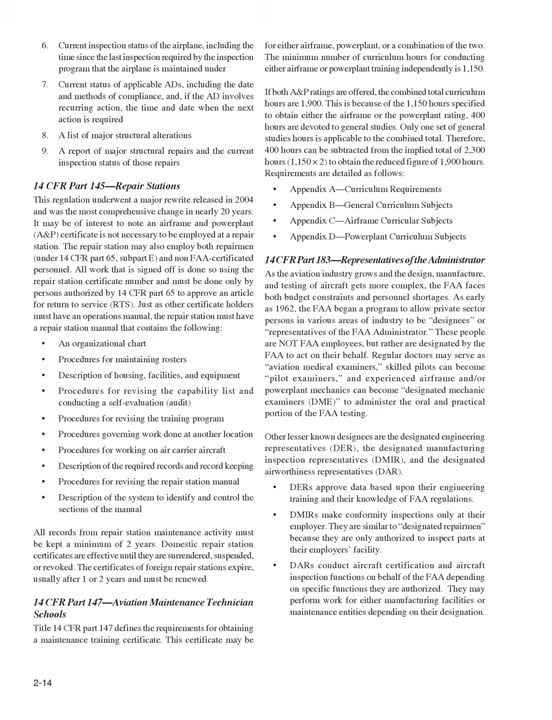 6. Current inspection status of the airplane, including the
time since the last inspection required by the inspection
program that the airplane is maintained under
7. Current status of applicable ADs, including the date
and methods of compliance, and, if the AD involves
recurring action, the time and date when the next
action is required
8. A list of major structural alterations
9. A report of major structural repairs and the current
inspection status of those repairs
14 CFR Part 145—Repair Stations
This regulation underwent a major rewrite released in 2004
and was the most comprehensive change in nearly 20 years.
It may be of interest to note an airframe and powerplant
(A&P) certificate is not necessary to be employed at a repair
station. The repair station may also employ both repairmen
(under 14 CFR part 65, subpart E) and non FAA-certificated
personnel. All work that is signed off is done so using the
repair station certificate number and must be done only by
persons authorized by 14 CFR part 65 to approve an article
for return to service (RTS). Just as other certificate holders
must have an operations manual, the repair station must have
a repair station manual that contains the following:
• An organizational chart
• Procedures for maintaining rosters
• Description of housing, facilities, and equipment
• Procedures for revising the capability list and
conducting a self-evaluation (audit)
• Procedures for revising the training program
• Procedures governing work done at another location
• Procedures for working on air carrier aircraft
• Description of the required records and record keeping
• Procedures for revising the repair station manual
• Description of the system to identify and control the
sections of the manual
All records from repair station maintenance activity must
be kept a minimum of 2 years. Domestic repair station
certificates are effective until they are surrendered, suspended,
or revoked. The certificates of foreign repair stations expire,
usually after 1 or 2 years and must be renewed.
14 CFR Part 147—Aviation Maintenance Technician
Schools
Title 14 CFR part 147 defines the requirements for obtaining
a maintenance training certificate. This certificate may be
for either airframe, powerplant, or a combination of the two.
The minimum number of curriculum hours for conducting
either airframe or powerplant training independently is 1,150.
If both A&P ratings are offered, the combined total curriculum
hours are 1,900. This is because of the 1,150 hours specified
to obtain either the airframe or the powerplant rating, 400
hours are devoted to general studies. Only one set of general
studies hours is applicable to the combined total. Therefore,
400 hours can be subtracted from the implied total of 2,300
hours (1,150 × 2) to obtain the reduced figure of 1,900 hours.
Requirements are detailed as follows:
• Appendix A—Curriculum Requirements
• Appendix B—General Curriculum Subjects
• Appendix C—Airframe Curricular Subjects
• Appendix D—Powerplant Curriculum Subjects
14 CFR Part 183—Representatives of the Administrator
As the aviation industry grows and the design, manufacture,
and testing of aircraft gets more complex, the FAA faces
both budget constraints and personnel shortages. As early
as 1962, the FAA began a program to allow private sector
persons in various areas of industry to be “designees” or
“representatives of the FAA Administrator.” These people
are NOT FAA employees, but rather are designated by the
FAA to act on their behalf. Regular doctors may serve as
“aviation medical examiners,” skilled pilots can become
“pilot examiners,” and experienced airframe and/or
powerplant mechanics can become “designated mechanic
examiners (DME)” to administer the oral and practical
portion of the FAA testing.
Other lesser known designees are the designated engineering
representatives (DER), the designated manufacturing
inspection representatives (DMIR), and the designated
airworthiness representatives (DAR).
• DERs approve data based upon their engineering
training and their knowledge of FAA regulations.
• DMIRs make conformity inspections only at their
employer. They are similar to “designated repairmen”
because they are only authorized to inspect parts at
their employers’ facility.
• DARs conduct aircraft certification and aircraft
inspection functions on behalf of the FAA depending
on specific functions they are authorized. They may
perform work for either manufacturing facilities or
maintenance entities depending on their designation.
2-14